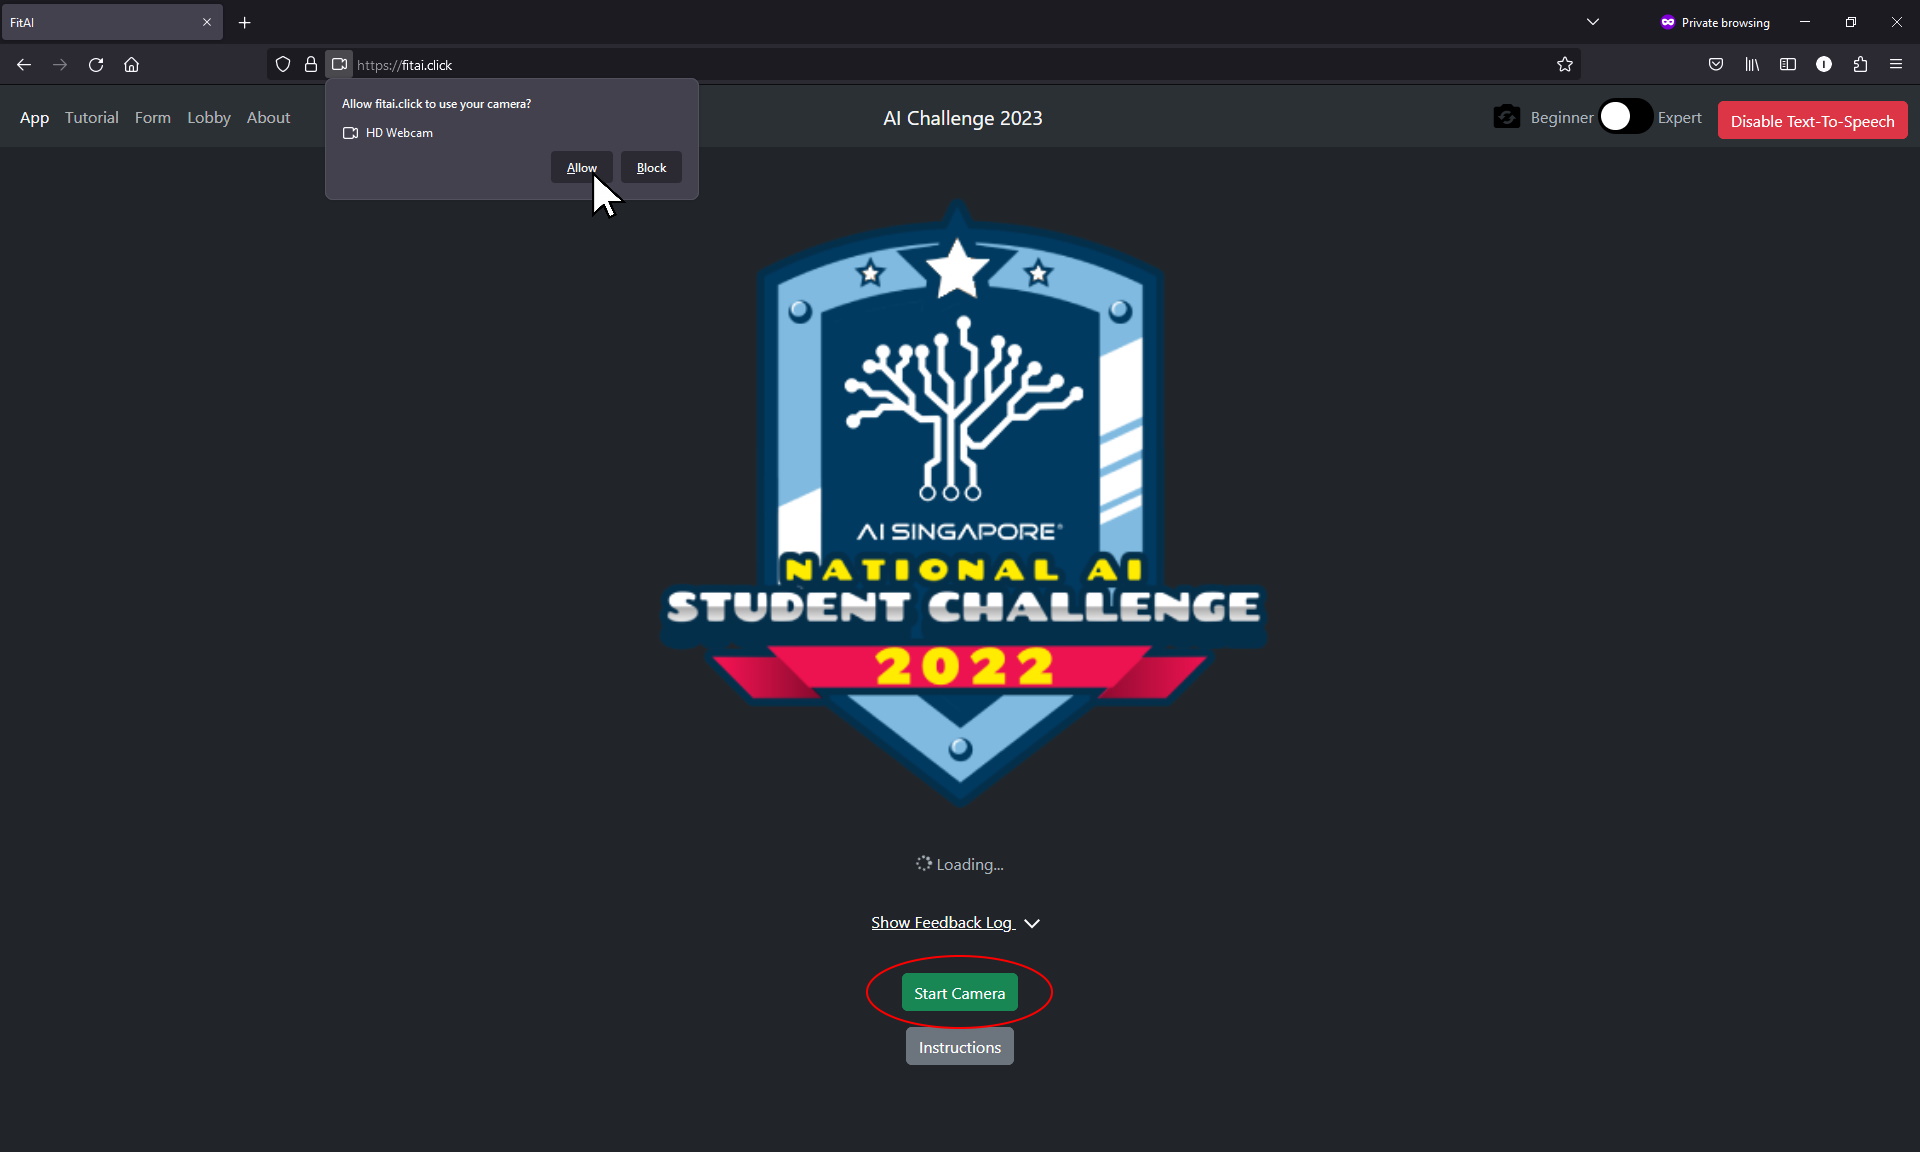 FitAI
Private browsing
https://fitai.click
Allow fitai.click to use your camera?
HD Webcam
Allow
Block
App
Tutorial
Form
Lobby
About
AI Challenge 2023
Beginner
Expert
Disable Text-To-Speech
AI SINGAPORE®
NATIONAL AI
STUDENT CHALLENGE
2022
Loading...
Show Feedback Log
Start Camera
Instructions